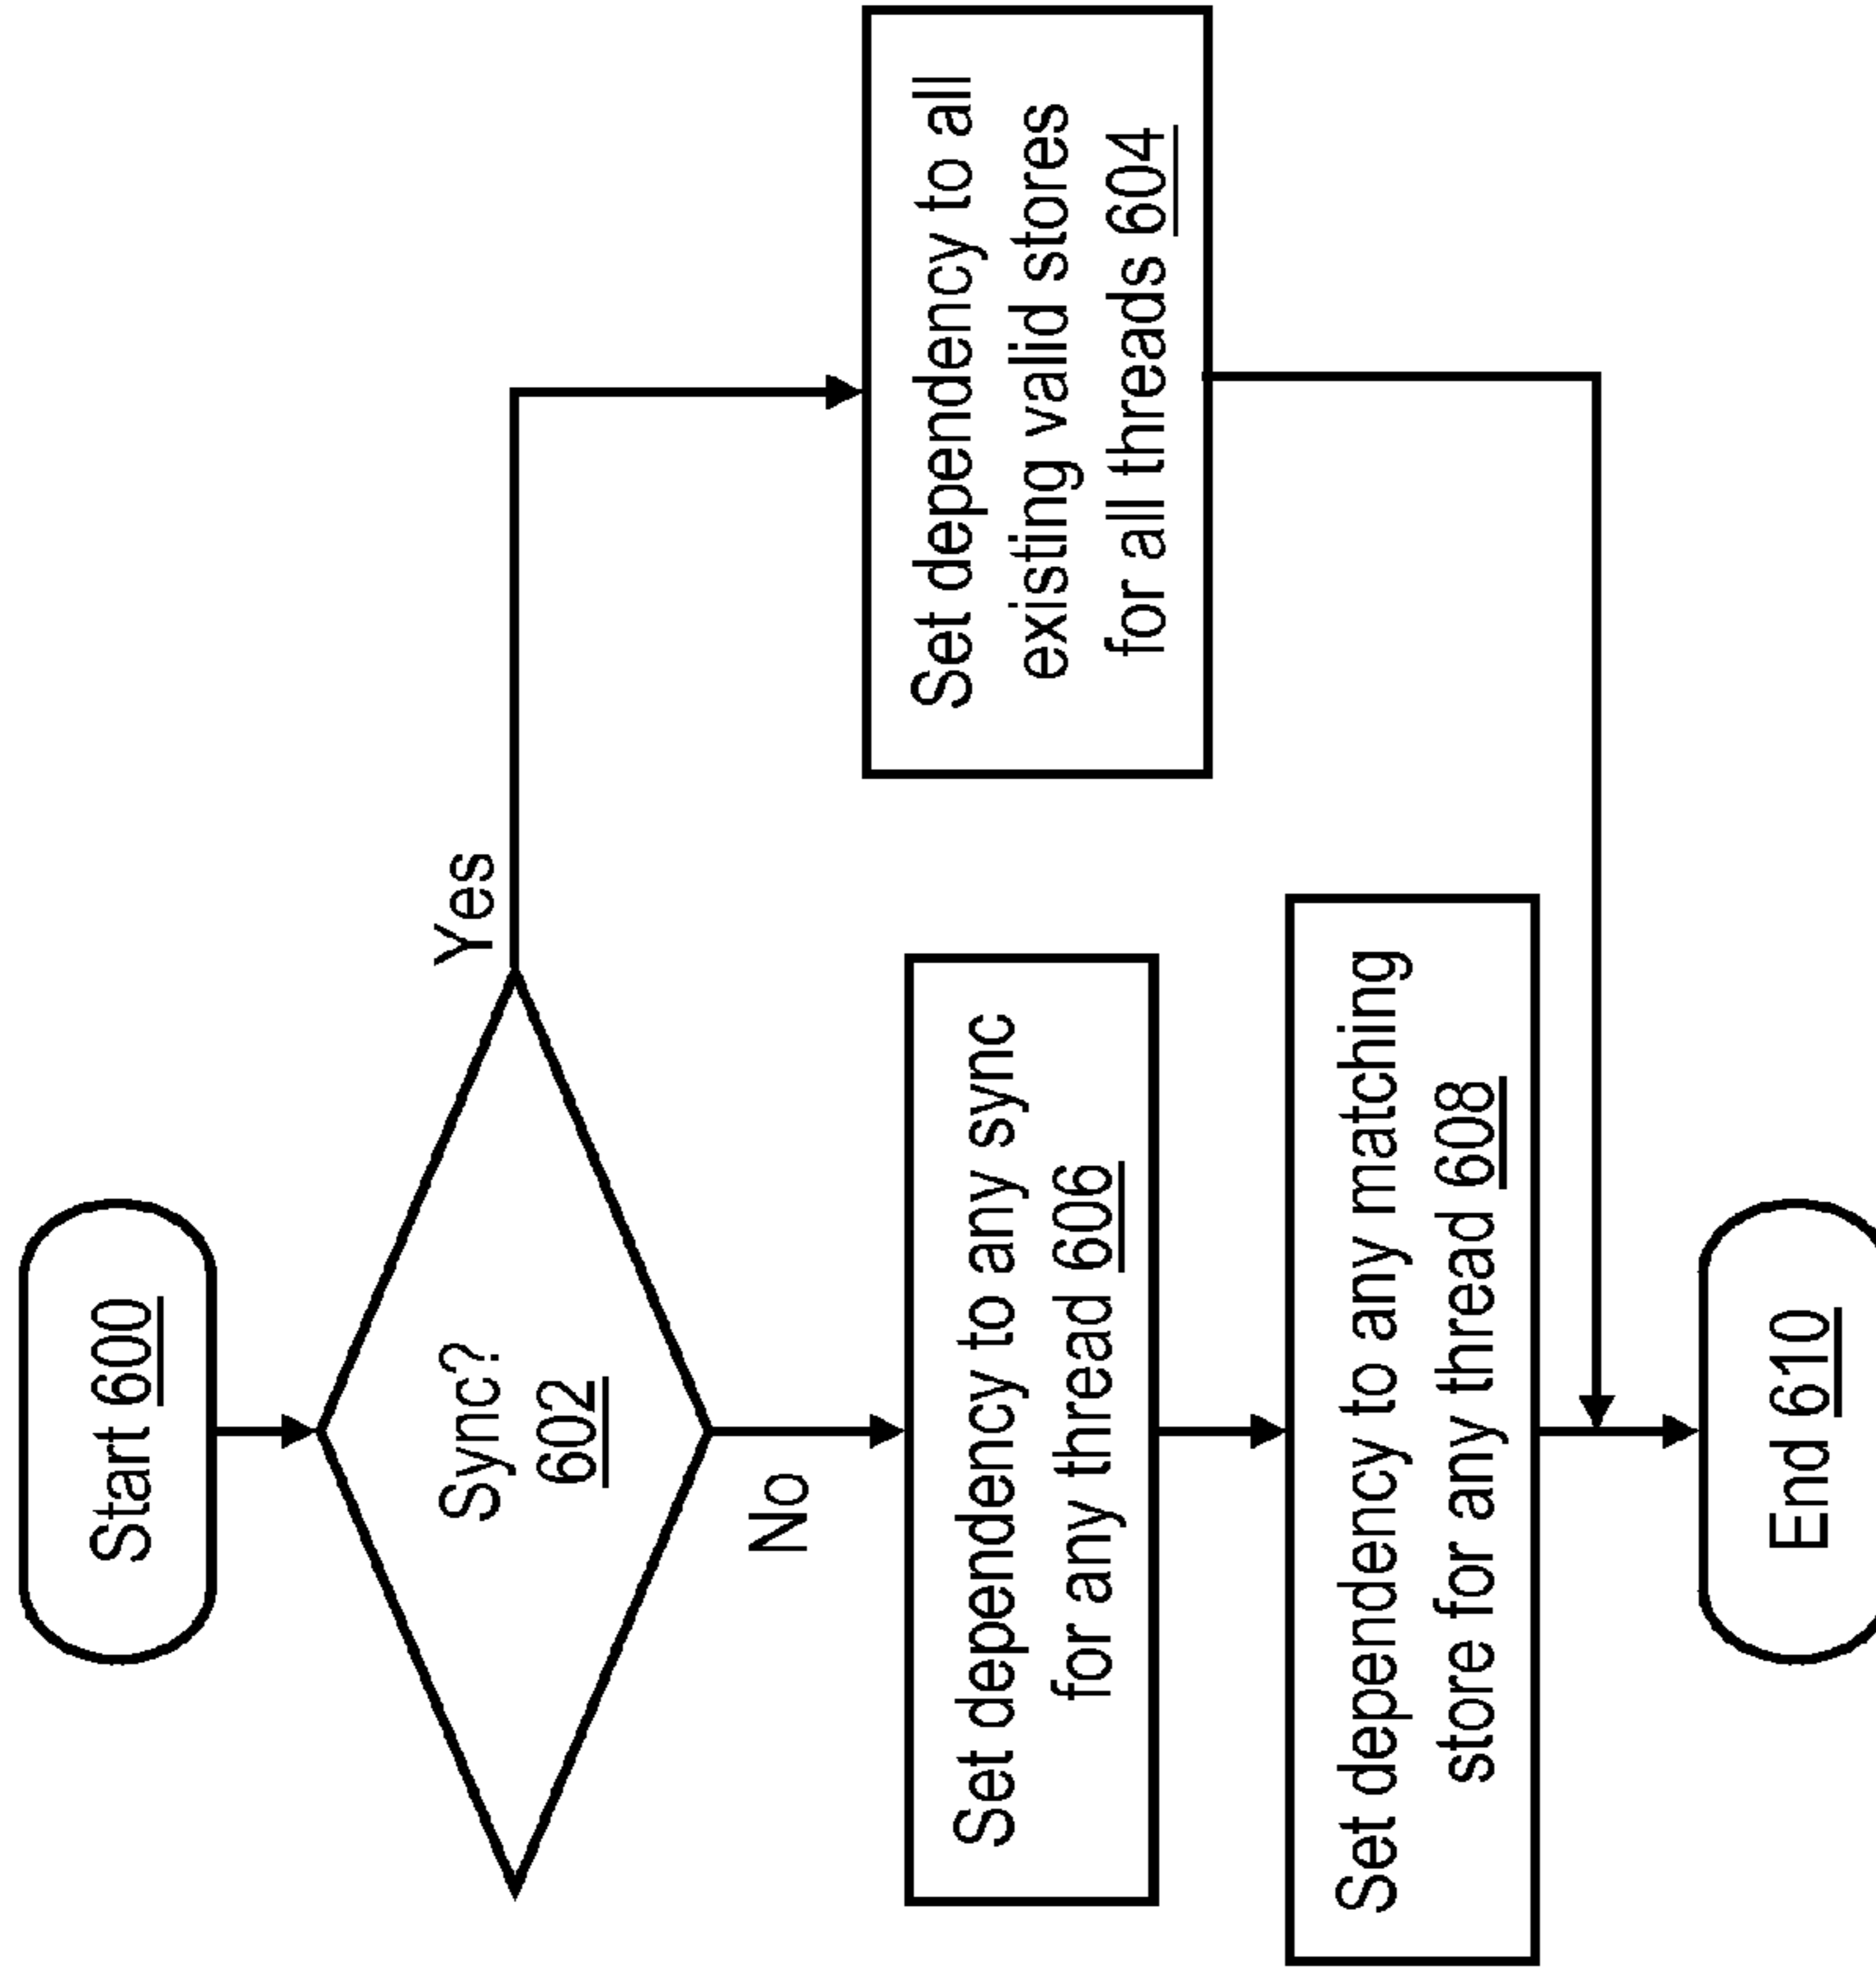 Start 600
Sync?
602
Yes
No
Set dependency to all
existing valid stores
for all threads 604
Set dependency to any sync
for any thread 606
Set dependency to any matching
store for any thread 608
End 610